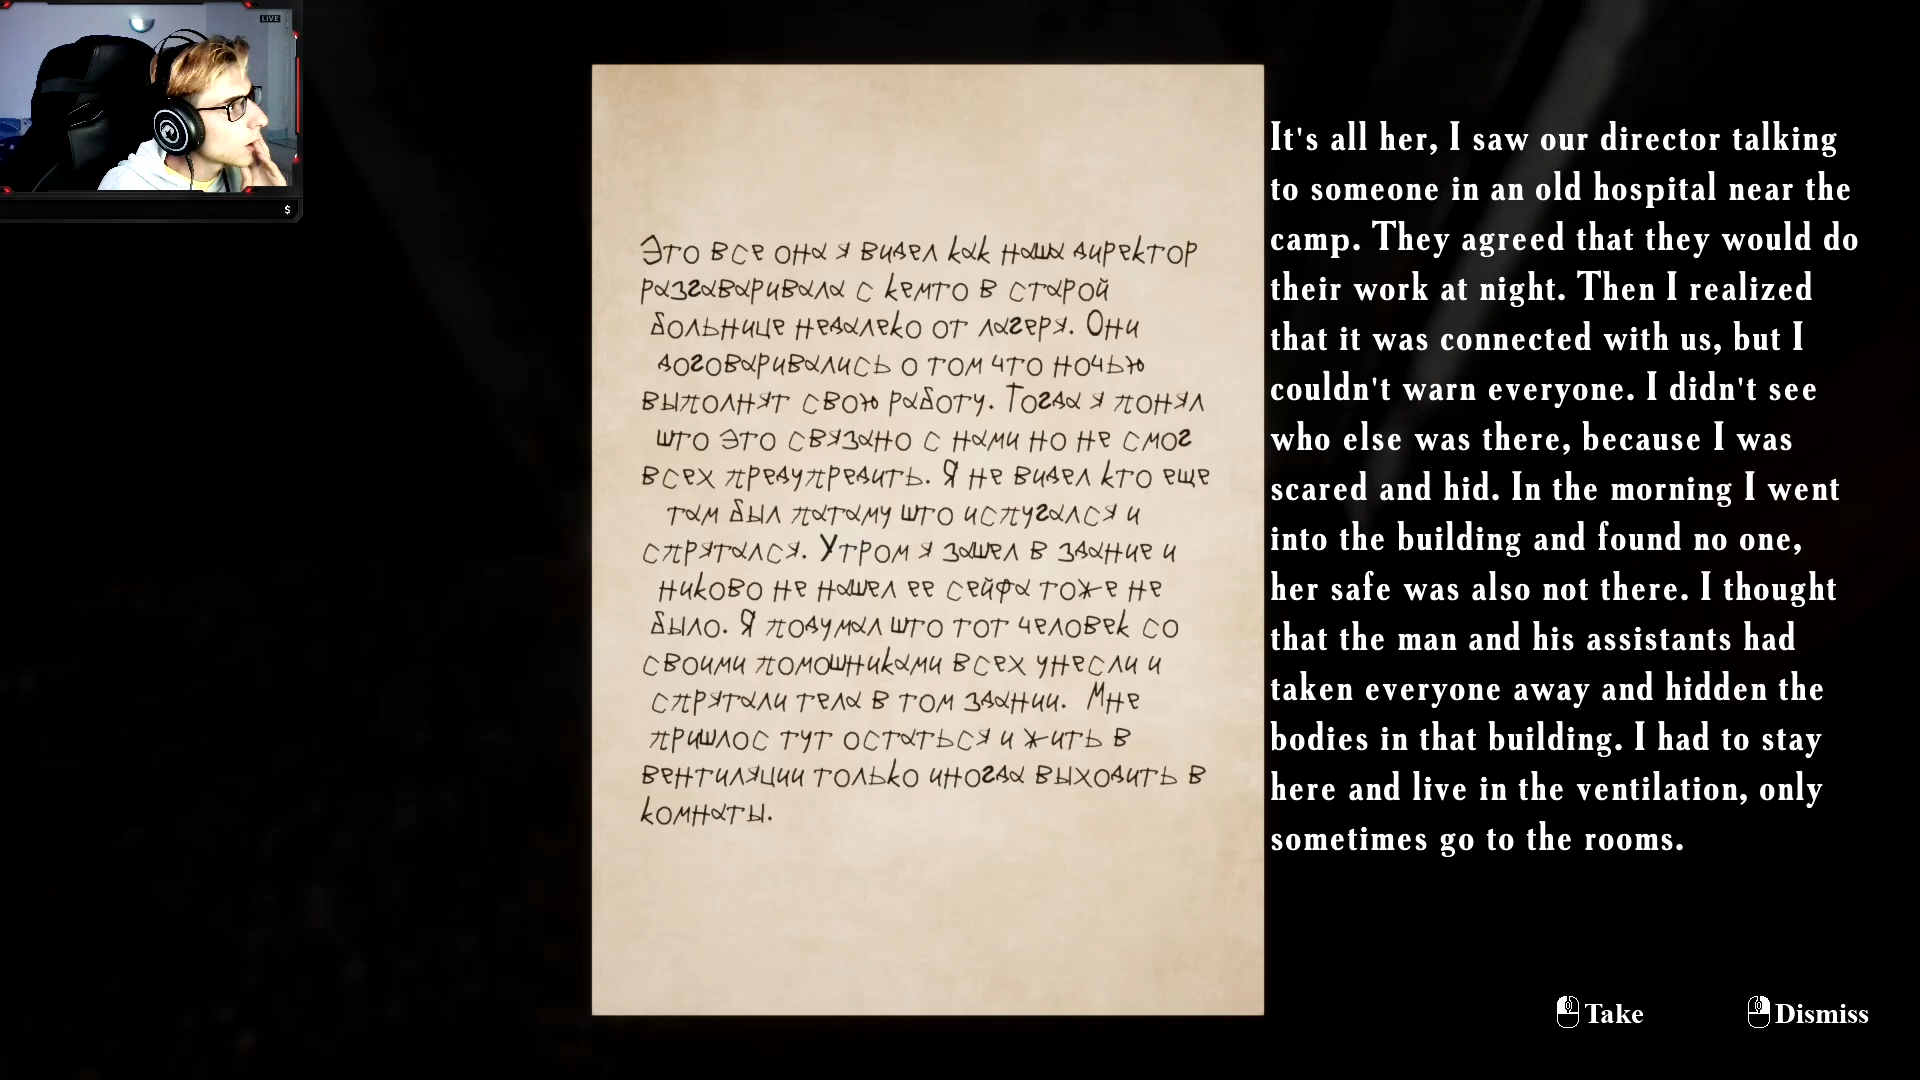 LIVE
$
Это все она я видел как наша директор
разгаваривала с кемто в старой
больнице недалеко от лагеря. Они
договаривались о том что ночью
выполнят свою работу. Тогда я понял
што это связано с нами но не смог
всех предупредить. Я не видел кто еще
там был патаму што испугался и
спрятался. Утром я зашел в здание и
никово не нашел ее сейфа тоже не
было. Я подумал што тот человек со
своими помошниками всех унесли и
спрятали тела в том здании. Мне
пришлос тут остаться и жить в
вентиляции только иногда выходить в
комнаты.
It's all her, I saw our director talking
to someone in an old hospital near the
camp. They agreed that they would do
their work at night. Then I realized
that it was connected with us, but I
couldn't warn everyone. I didn't see
who else was there, because I was
scared and hid. In the morning I went
into the building and found no one,
her safe was also not there. I thought
that the man and his assistants had
taken everyone away and hidden the
bodies in that building. I had to stay
here and live in the ventilation, only
sometimes go to the rooms.
Take
Dismiss